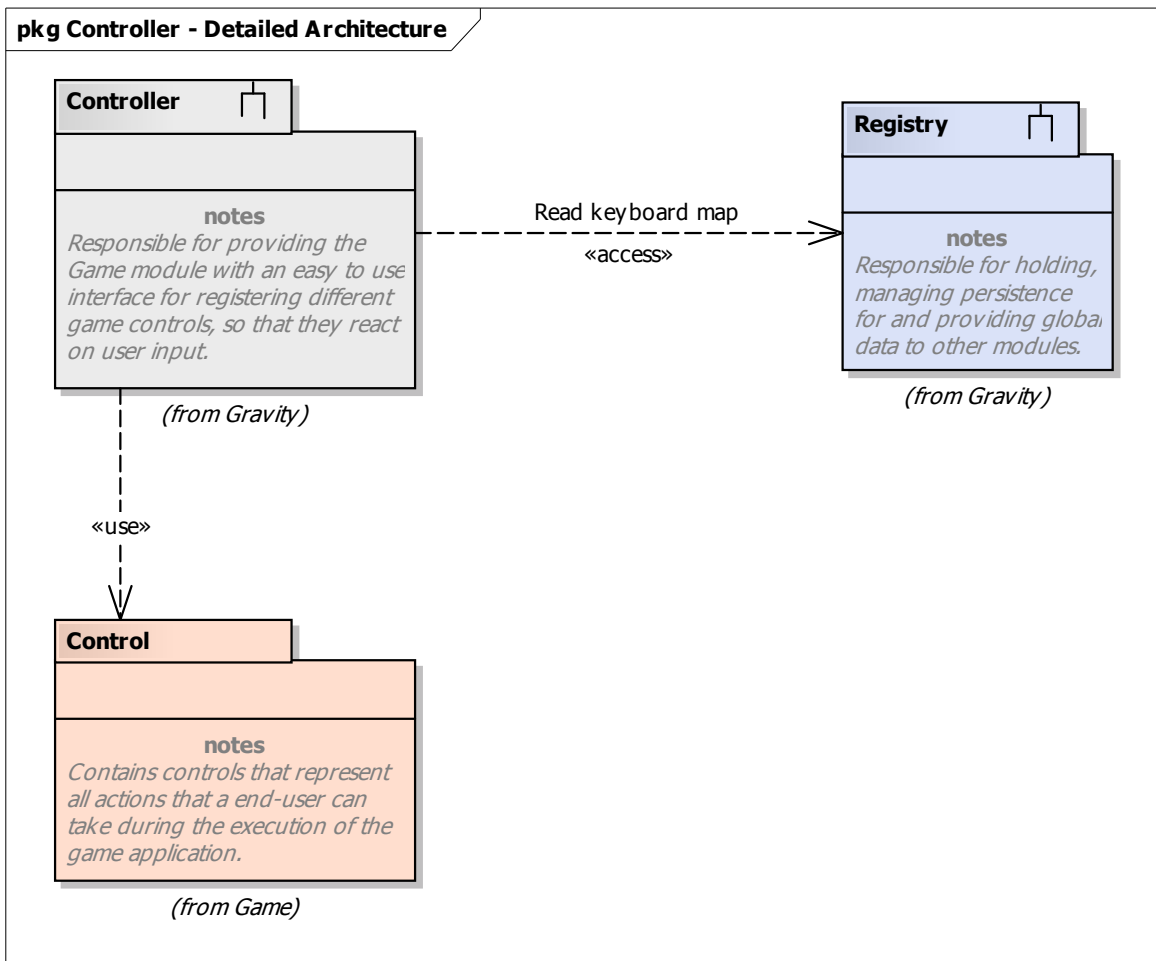 pkg Controller - Detailed Architecture
Controller
notes
Responsible for providing the
Game module with an easy to use
interface for registering different
game controls, so that they react
on user input.
(from Gravity)
Read keyboard map
«access»
Registry
notes
Responsible for holding,
managing persistence
for and providing global
data to other modules.
(from Gravity)
«use»
Control
notes
Contains controls that represent
all actions that a end-user can
take during the execution of the
game application.
(from Game)